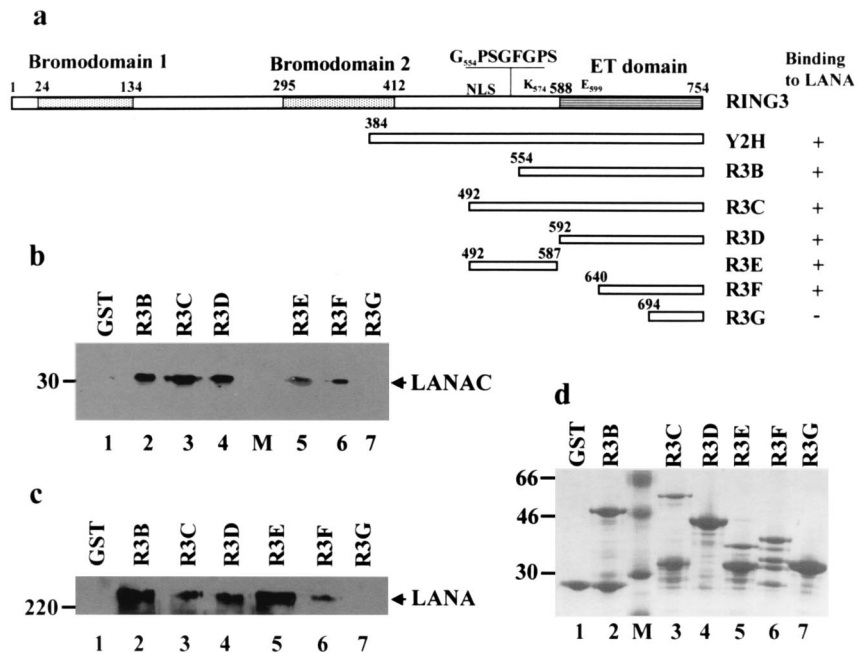 a
Bromodomain 1
Bromodomain 2
G554PSGFGPS
ET domain
Binding to LANA
1 24 134 295 412 NLS K574 588 E599 754
RING3
384
Y2H +
554
R3B +
492
R3C +
592
R3D +
492 587
R3E +
640
R3F +
694
R3G -
b
GST R3B R3C R3D R3E R3F R3G
30
LANAC
1 2 3 4 M 5 6 7
c
GST R3B R3C R3D R3E R3F R3G
220
LANA
1 2 3 4 5 6 7
d
GST R3B R3C R3D R3E R3F R3G
66
46
30
1 2 M 3 4 5 6 7